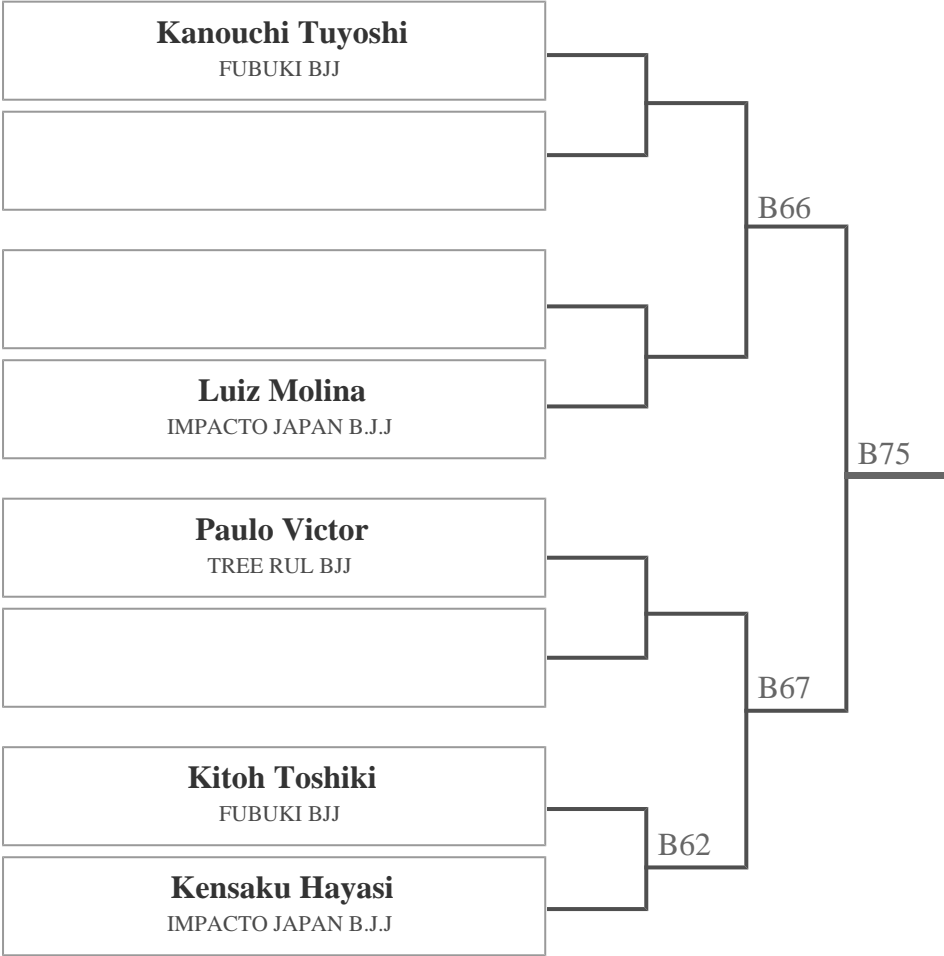 Kanouchi Tuyoshi
FUBUKI BJJ
B66
Luiz Molina
IMPACTO JAPAN B.J.J
B75
Paulo Victor
TREE RUL BJJ
B67
Kitoh Toshiki
FUBUKI BJJ
B62
Kensaku Hayasi
IMPACTO JAPAN B.J.J